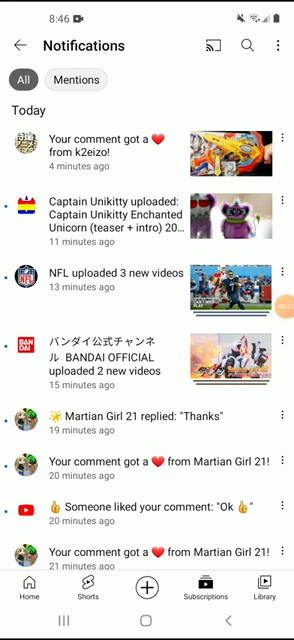 8:46
Notifications
All
Mentions
Today
Your comment got a ❤️
from k2eizo!
4 minutes ago
Captain Unikitty uploaded:
Captain Unikitty Enchanted
Unicorn (teaser + intro) 20...
11 minutes ago
NFL uploaded 3 new videos
13 minutes ago
BAN
DAI
バンダイ公式チャンネ
ル BANDAI OFFICIAL
uploaded 2 new videos
15 minutes ago
🌟 Martian Girl 21 replied: "Thanks"
19 minutes ago
Your comment got a ❤️ from Martian Girl 21!
20 minutes ago
👍 Someone liked your comment: "Ok 👍"
20 minutes ago
Your comment got a ❤️ from Martian Girl 21!
21 minutes ago
Home
Shorts
Subscriptions
Library